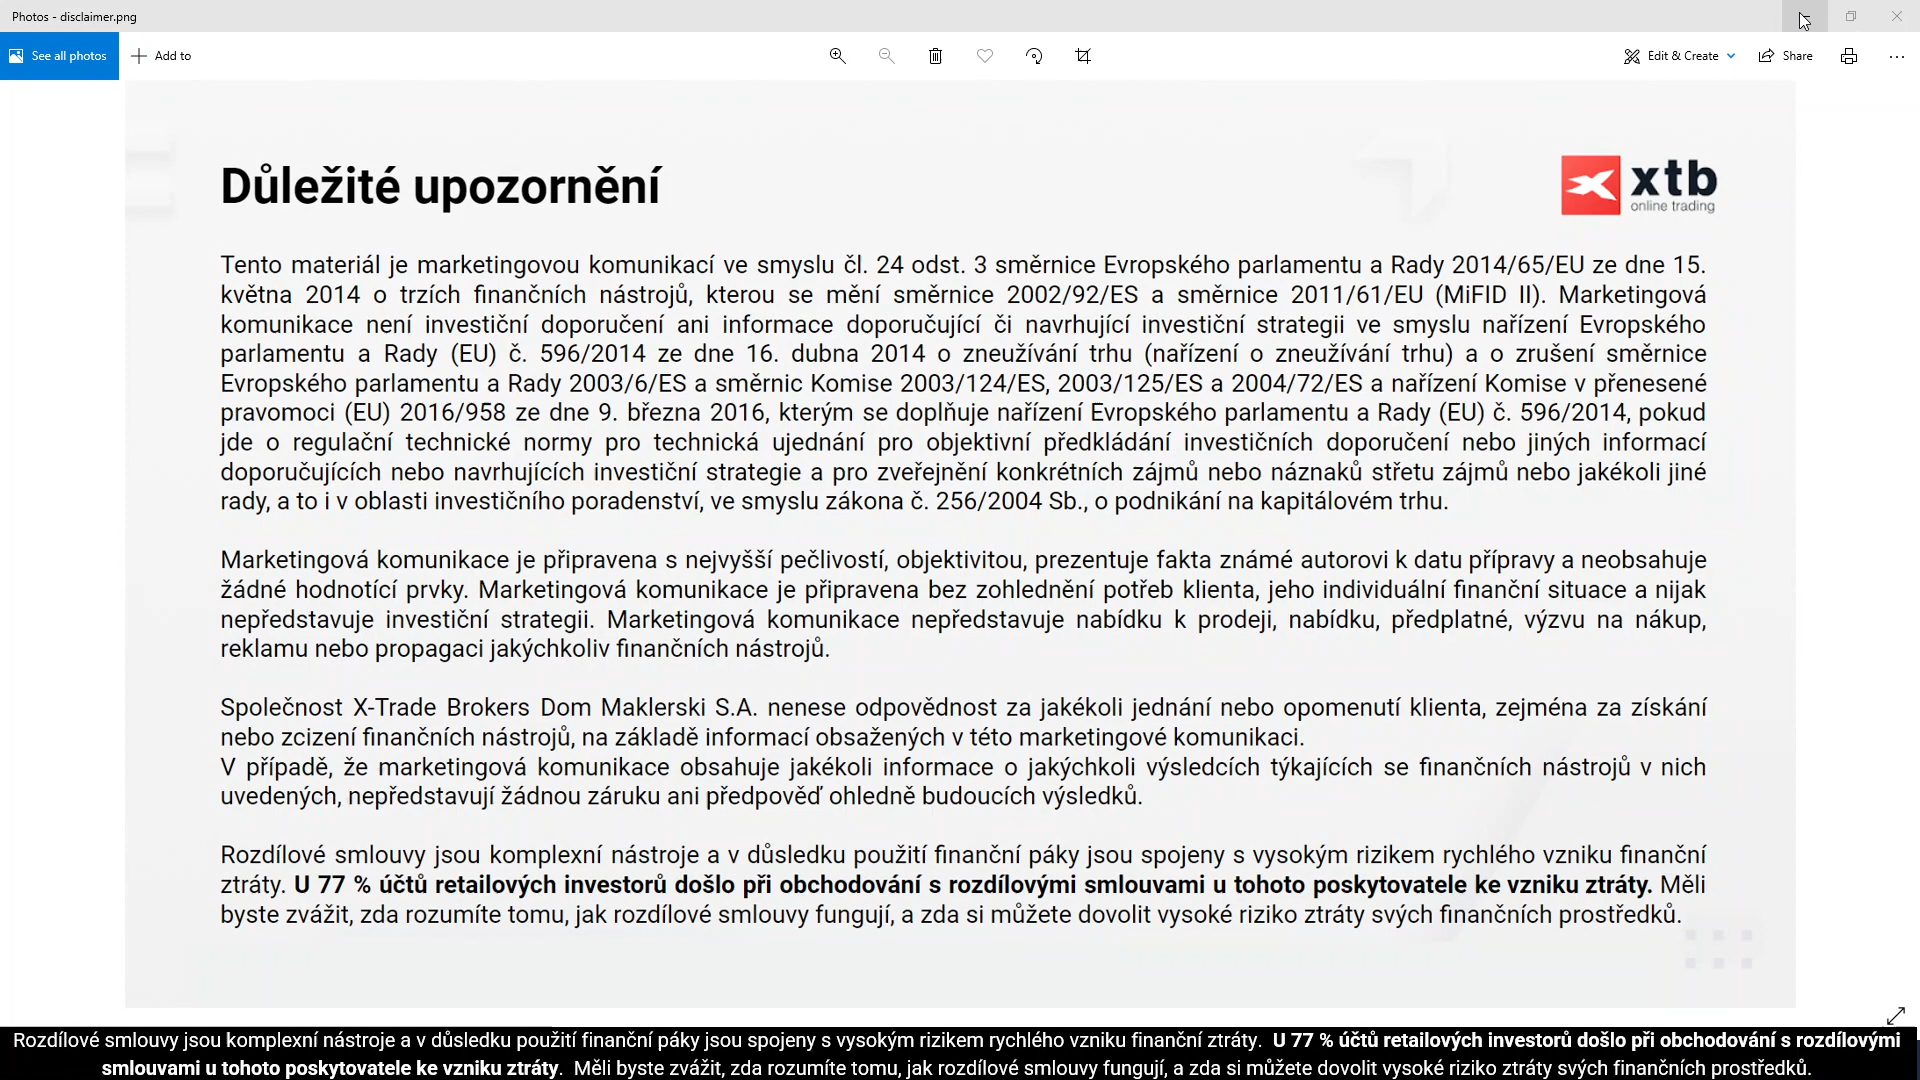 Photos - disclaimer.png
See all photos
Add to
Edit & Create
Share
Důležité upozornění
xtb
online trading
Tento materiál je marketingovou komunikací ve smyslu čl. 24 odst. 3 směrnice Evropského parlamentu a Rady 2014/65/EU ze dne 15.
května 2014 o trzích finančních nástrojů, kterou se mění směrnice 2002/92/ES a směrnice 2011/61/EU (MiFID II). Marketingová
komunikace není investiční doporučení ani informace doporučující či navrhující investiční strategii ve smyslu nařízení Evropského
parlamentu a Rady (EU) č. 596/2014 ze dne 16. dubna 2014 o zneužívání trhu (nařízení o zneužívání trhu) a o zrušení směrnice
Evropského parlamentu a Rady 2003/6/ES a směrnic Komise 2003/124/ES, 2003/125/ES a 2004/72/ES a nařízení Komise v přenesené
pravomoci (EU) 2016/958 ze dne 9. března 2016, kterým se doplňuje nařízení Evropského parlamentu a Rady (EU) č. 596/2014, pokud
jde o regulační technické normy pro technická ujednání pro objektivní předkládání investičních doporučení nebo jiných informací
doporučujících nebo navrhujících investiční strategie a pro zveřejnění konkrétních zájmů nebo náznaků střetu zájmů nebo jakékoli jiné
rady, a to i v oblasti investičního poradenství, ve smyslu zákona č. 256/2004 Sb., o podnikání na kapitálovém trhu.
Marketingová komunikace je připravena s nejvyšší pečlivostí, objektivitou, prezentuje fakta známé autorovi k datu přípravy a neobsahuje
žádné hodnotící prvky. Marketingová komunikace je připravena bez zohlednění potřeb klienta, jeho individuální finanční situace a nijak
nepředstavuje investiční strategii. Marketingová komunikace nepředstavuje nabídku k prodeji, nabídku, předplatné, výzvu na nákup,
reklamu nebo propagaci jakýchkoliv finančních nástrojů.
Společnost X-Trade Brokers Dom Maklerski S.A. nenese odpovědnost za jakékoli jednání nebo opomenutí klienta, zejména za získání
nebo zcizení finančních nástrojů, na základě informací obsažených v této marketingové komunikaci.
V případě, že marketingová komunikace obsahuje jakékoli informace o jakýchkoli výsledcích týkajících se finančních nástrojů v nich
uvedených, nepředstavují žádnou záruku ani předpověď ohledně budoucích výsledků.
Rozdílové smlouvy jsou komplexní nástroje a v důsledku použití finanční páky jsou spojeny s vysokým rizikem rychlého vzniku finanční
ztráty. U 77 % účtů retailových investorů došlo při obchodování s rozdílovými smlouvami u tohoto poskytovatele ke vzniku ztráty. Měli
byste zvážit, zda rozumíte tomu, jak rozdílové smlouvy fungují, a zda si můžete dovolit vysoké riziko ztráty svých finančních prostředků.
Rozdílové smlouvy jsou komplexní nástroje a v důsledku použití finanční páky jsou spojeny s vysokým rizikem rychlého vzniku finanční ztráty. U 77 % účtů retailových investorů došlo při obchodování s rozdílovými
smlouvami u tohoto poskytovatele ke vzniku ztráty. Měli byste zvážit, zda rozumíte tomu, jak rozdílové smlouvy fungují, a zda si můžete dovolit vysoké riziko ztráty svých finančních prostředků.